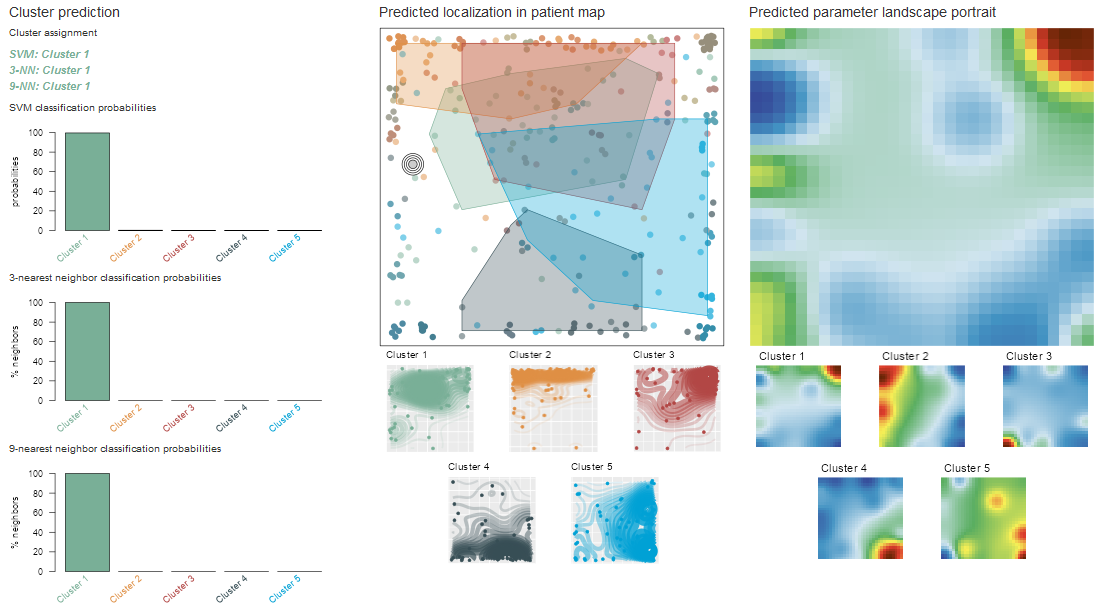 Cluster prediction
Cluster assignment
SVM: Cluster 1
3-NN: Cluster 1
9-NN: Cluster 1
SVM classification probabilities
100
80
60
40
20
0
probabilities
Cluster 1
Cluster 2
Cluster 3
Cluster 4
Cluster 5
3-nearest neighbor classification probabilities
100
80
60
40
20
0
% neighbors
Cluster 1
Cluster 2
Cluster 3
Cluster 4
Cluster 5
9-nearest neighbor classification probabilities
100
80
60
40
20
0
% neighbors
Cluster 1
Cluster 2
Cluster 3
Cluster 4
Cluster 5
Predicted localization in patient map
Cluster 1
Cluster 2
Cluster 3
Cluster 4
Cluster 5
Predicted parameter landscape portrait
Cluster 1
Cluster 2
Cluster 3
Cluster 4
Cluster 5